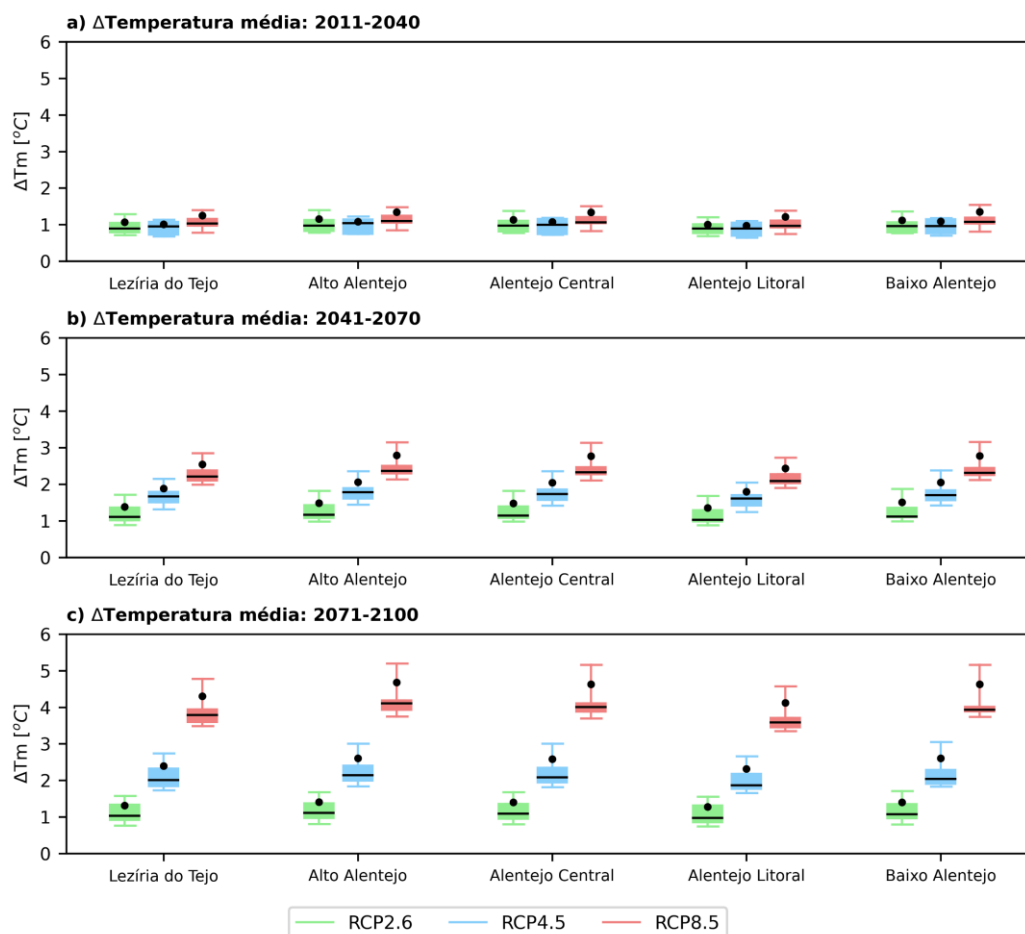 a) ΔTemperatura média: 2011-2040
6
5
4
3
2
1
0
ΔTm [°C]
Lezíria do Tejo Alto Alentejo Alentejo Central Alentejo Litoral Baixo Alentejo
b) ΔTemperatura média: 2041-2070
6
5
4
3
2
1
0
ΔTm [°C]
Lezíria do Tejo Alto Alentejo Alentejo Central Alentejo Litoral Baixo Alentejo
c) ΔTemperatura média: 2071-2100
6
5
4
3
2
1
0
ΔTm [°C]
Lezíria do Tejo Alto Alentejo Alentejo Central Alentejo Litoral Baixo Alentejo
RCP2.6 RCP4.5 RCP8.5